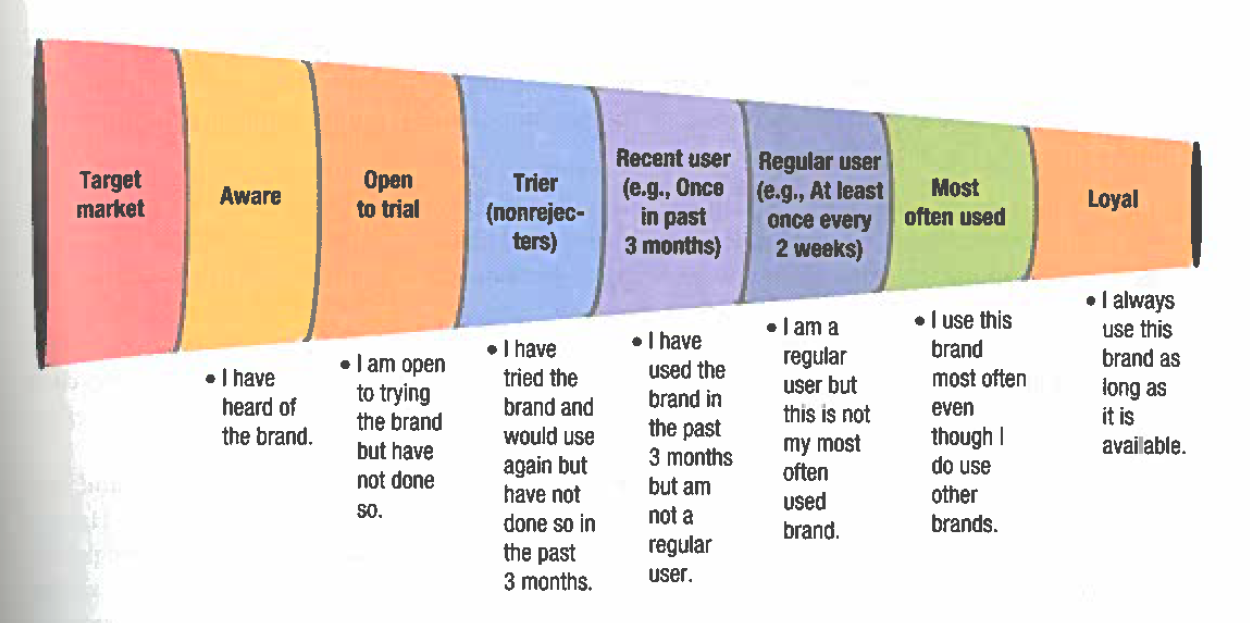 Target
market
Aware
Open
to trial
Trier
(nonrejec-
ters)
Recent user
(e.g., Once
in past
3 months)
Regular user
(e.g., At least
once every
2 weeks)
Most
often used
Loyal
• I have
heard of
the brand.
• I am open
to trying
the brand
but have
not done
so.
• I have
tried the
brand and
would use
again but
have not
done so in
the past
3 months.
• I have
used the
brand in
the past
3 months
but am
not a
regular
user.
• I am a
regular
user but
this is not
my most
often
used
brand.
• I use this
brand
most often
even
though I
do use
other
brands.
• I always
use this
brand as
long as
it is
available.